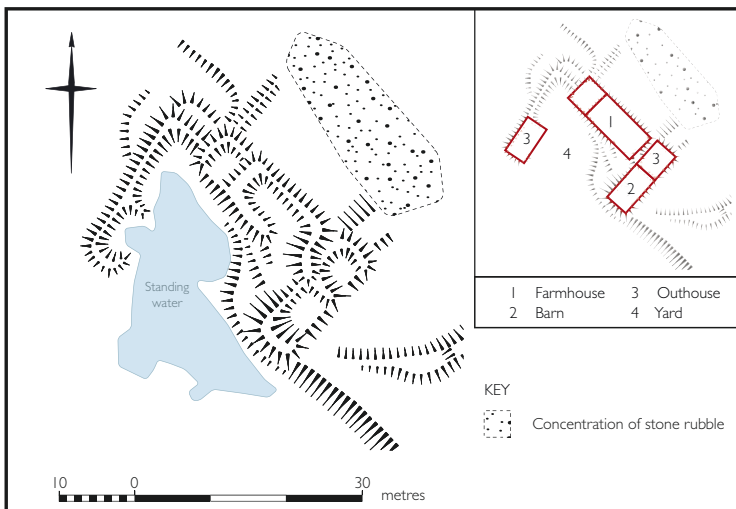 Standing
water
1
3
3
4
2
1 Farmhouse 3 Outhouse
2 Barn 4 Yard
KEY
Concentration of stone rubble
10 0 30
metres